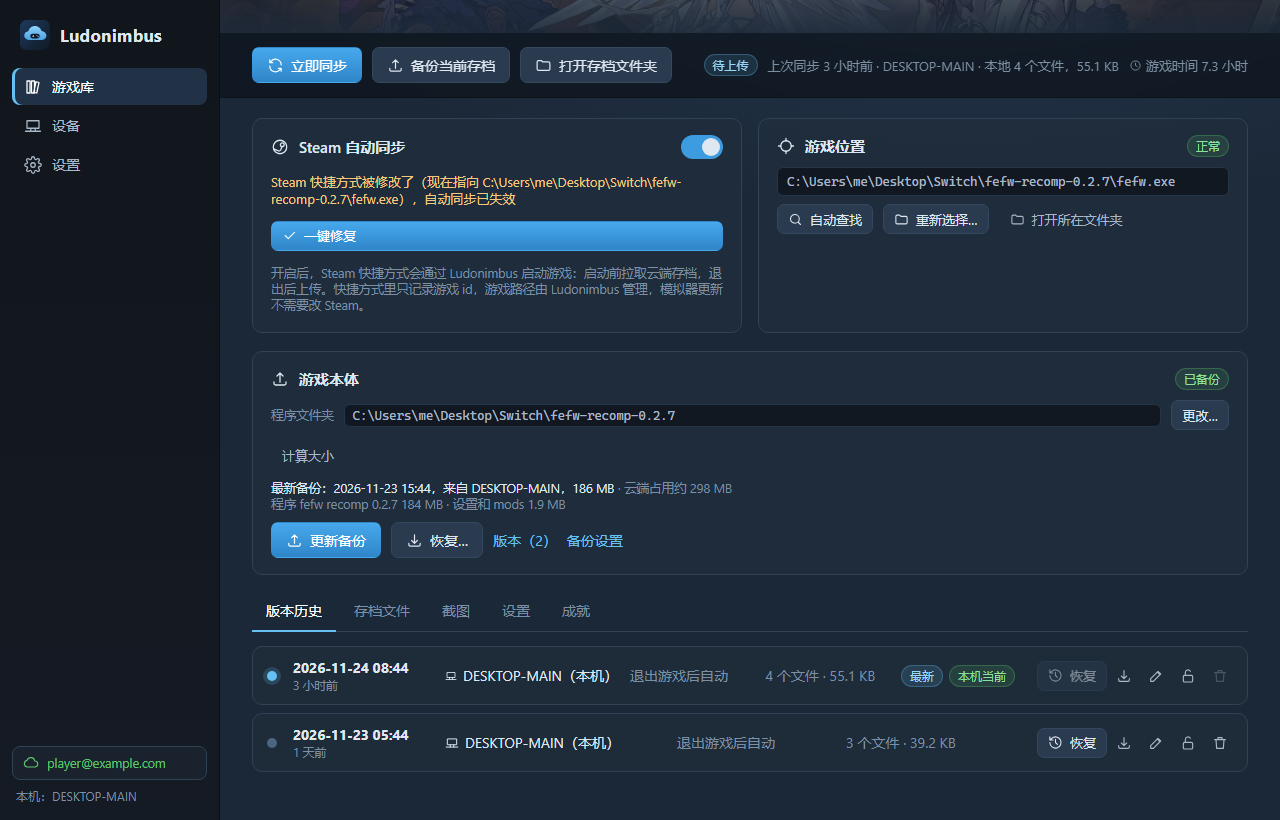 Ludonimbus
游戏库
设备
设置
player@example.com
本机：DESKTOP-MAIN
立即同步
备份当前存档
打开存档文件夹
待上传
上次同步 3 小时前 · DESKTOP-MAIN · 本地 4 个文件，55.1 KB
游戏时间 7.3 小时
Steam 自动同步
Steam 快捷方式被修改了（现在指向 C:\Users\me\Desktop\Switch\fefw-
recomp-0.2.7\fefw.exe），自动同步已失效
一键修复
开启后，Steam 快捷方式会通过 Ludonimbus 启动游戏：启动前拉取云端存档，退
出后上传。快捷方式里只记录游戏 id，游戏路径由 Ludonimbus 管理，模拟器更新
不需要改 Steam。
游戏位置
正常
C:\Users\me\Desktop\Switch\fefw-recomp-0.2.7\fefw.exe
自动查找
重新选择...
打开所在文件夹
游戏本体
已备份
程序文件夹
C:\Users\me\Desktop\Switch\fefw-recomp-0.2.7
更改...
计算大小
最新备份：2026-11-23 15:44，来自 DESKTOP-MAIN，186 MB · 云端占用约 298 MB
程序 fefw recomp 0.2.7 184 MB · 设置和 mods 1.9 MB
更新备份
恢复...
版本（2）
备份设置
版本历史
存档文件
截图
设置
成就
2026-11-24 08:44
3 小时前
DESKTOP-MAIN（本机）
退出游戏后自动
4 个文件 · 55.1 KB
最新
本机当前
恢复
2026-11-23 05:44
1 天前
DESKTOP-MAIN（本机）
退出游戏后自动
3 个文件 · 39.2 KB
恢复